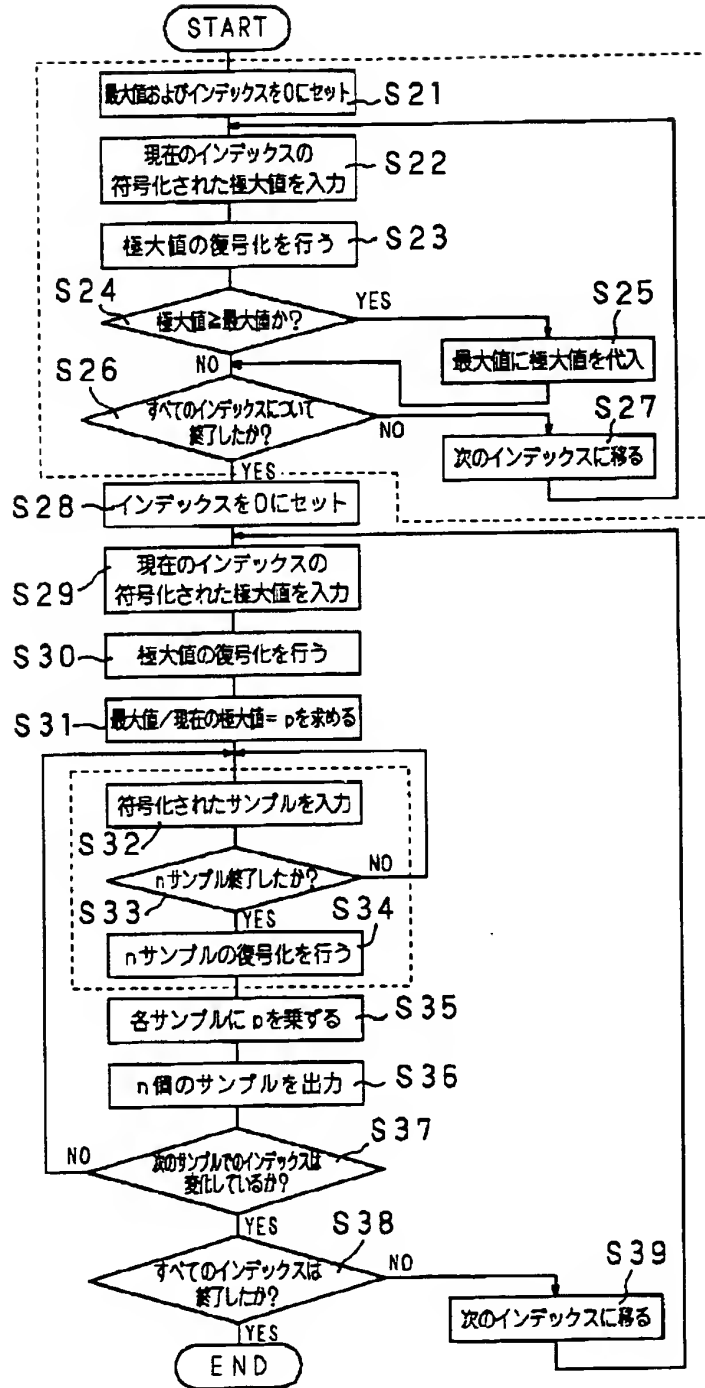 START
最大値およびインデックスを0にセット
S21
現在のインデックスの
符号化された極大値を入力
S22
極大値の復号化を行う
S23
S24
極大値≧最大値か?
YES
NO
S25
最大値に極大値を代入
S26
すべてのインデックスについて
終了したか?
NO
YES
S27
次のインデックスに移る
S28
インデックスを0にセット
S29
現在のインデックスの
符号化された極大値を入力
S30
極大値の復号化を行う
S31
最大値/現在の極大値= pを求める
符号化されたサンプルを入力
S32
nサンプル終了したか?
NO
S33
YES
S34
nサンプルの復号化を行う
各サンプルにpを乗ずる
S35
n個のサンプルを出力
S36
S37
NO
次のサンプルでのインデックスは
変化しているか?
YES
S38
すべてのインデックスは
終了したか?
NO
YES
S39
次のインデックスに移る
END